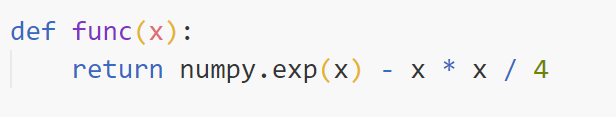 def func(x):
    return numpy.exp(x) - x * x / 4